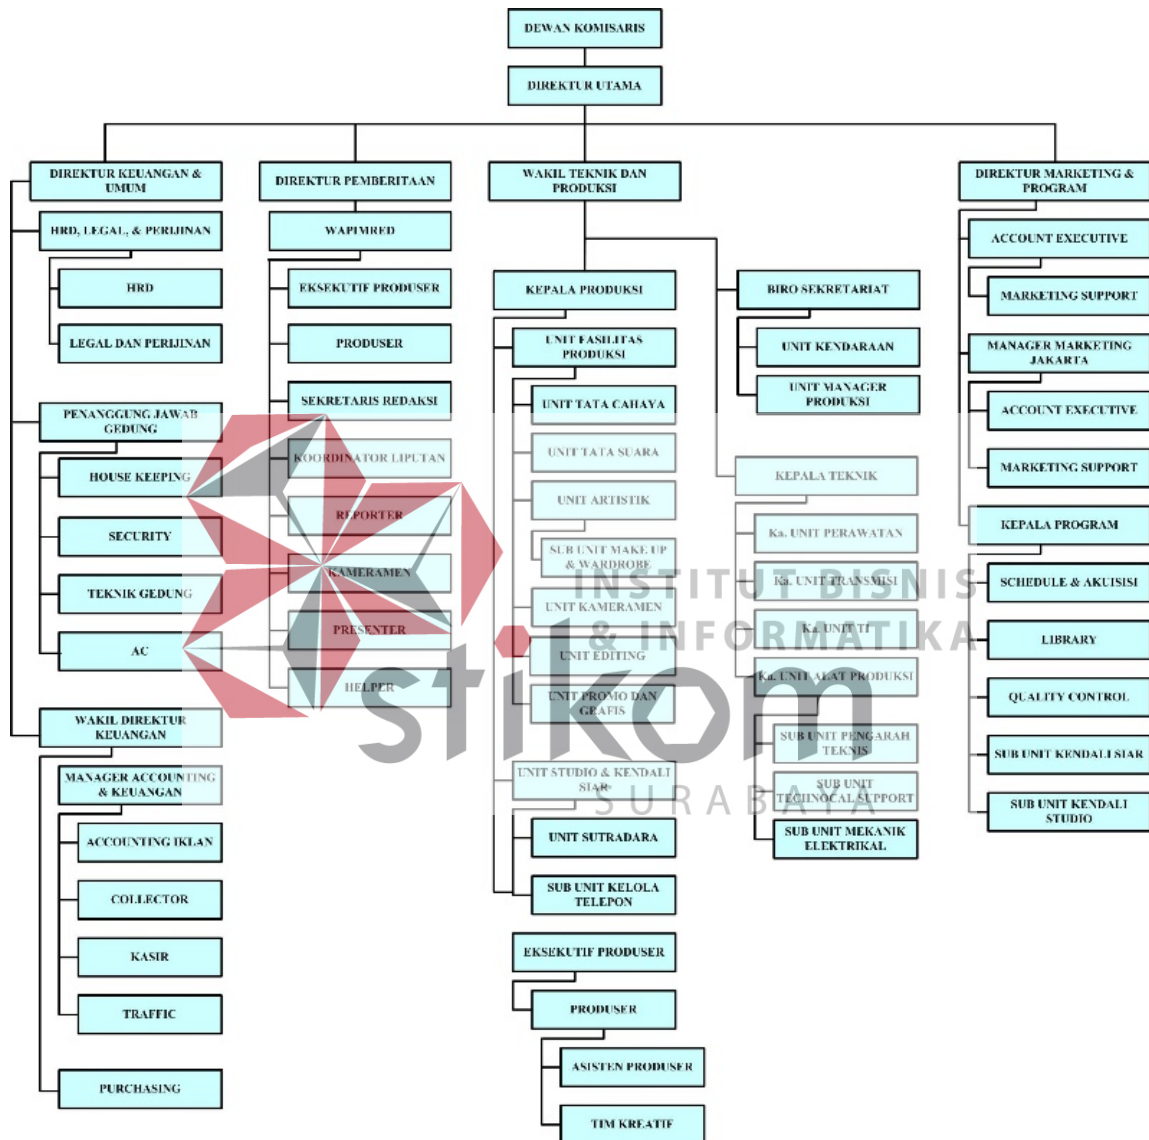 DEWAN KOMISARIS
DIREKTUR UTAMA
DIREKTUR KEUANGAN &
UMUM
HRD, LEGAL, & PERIJINAN
HRD
LEGAL DAN PERIJINAN
PENANGGUNG JAWAB
GEDUNG
HOUSE KEEPING
SECURITY
TEKNIK GEDUNG
AC
WAKIL DIREKTUR
KEUANGAN
MANAGER ACCOUNTING
& KEUANGAN
ACCOUNTING IKLAN
COLLECTOR
KASIR
TRAFFIC
PURCHASING
DIREKTUR PEMBERITAAN
WAPIMRED
EKSEKUTIF PRODUSER
PRODUSER
SEKRETARIS REDAKSI
KOORDINATOR LIPUTAN
REPORTER
KAMERAMEN
PRESENTER
HELPER
WAKIL TEKNIK DAN
PRODUKSI
KEPALA PRODUKSI
UNIT FASILITAS
PRODUKSI
UNIT TATA CAHAYA
UNIT TATA SUARA
UNIT ARTISTIK
SUB UNIT MAKE UP
& WARDROBE
UNIT KAMERAMEN
UNIT EDITING
UNIT PROMO DAN
GRAFIS
UNIT STUDIO & KENDALI
SIAR
UNIT SUTRADARA
SUB UNIT KELOLA
TELEPON
EKSEKUTIF PRODUSER
PRODUSER
ASISTEN PRODUSER
TIM KREATIF
BIRO SEKRETARIAT
UNIT KENDARAAN
UNIT MANAGER
PRODUKSI
KEPALA TEKNIK
Ka. UNIT PERAWATAN
Ka. UNIT TRANSMISI
Ka. UNIT TI
Ka. UNIT ALAT PRODUKSI
SUB UNIT PENGARAH
TEKNIS
SUB UNIT
TECHNOCAL SUPPORT
SUB UNIT MEKANIK
ELEKTRIKAL
DIREKTUR MARKETING &
PROGRAM
ACCOUNT EXECUTIVE
MARKETING SUPPORT
MANAGER MARKETING
JAKARTA
ACCOUNT EXECUTIVE
MARKETING SUPPORT
KEPALA PROGRAM
SCHEDULE & AKUISISI
LIBRARY
QUALITY CONTROL
SUB UNIT KENDALI SIAR
SUB UNIT KENDALI
STUDIO
INSTITUT BISNIS
& INFORMATIKA
stikom
SURABAYA